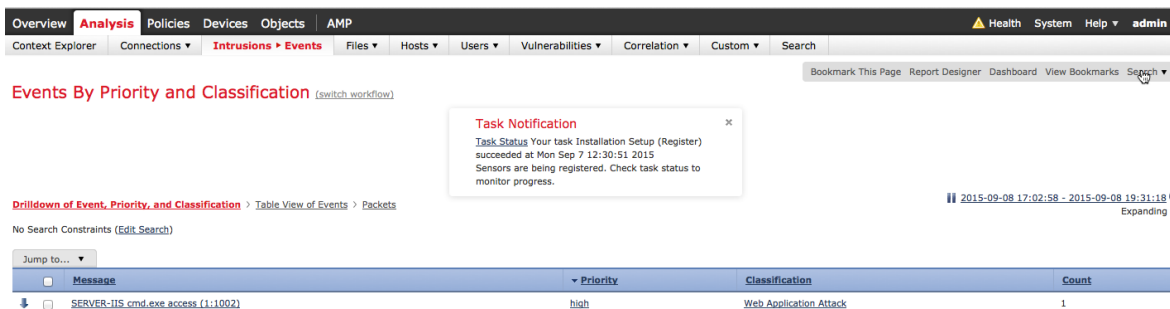 Overview Analysis Policies Devices Objects AMP Health System Help ▾ admin
Context Explorer Connections ▾ Intrusions ▸ Events Files ▾ Hosts ▾ Users ▾ Vulnerabilities ▾ Correlation ▾ Custom ▾ Search
Bookmark This Page Report Designer Dashboard View Bookmarks Search ▾
Events By Priority and Classification (switch workflow)
Task Notification ×
Task Status Your task Installation Setup (Register)
succeeded at Mon Sep 7 12:30:51 2015
Sensors are being registered. Check task status to
monitor progress.
Drilldown of Event, Priority, and Classification > Table View of Events > Packets
2015-09-08 17:02:58 - 2015-09-08 19:31:18
Expanding
No Search Constraints (Edit Search)
Jump to... ▼
Message ▾ Priority Classification Count
SERVER-IIS cmd.exe access (1:1002) high Web Application Attack 1